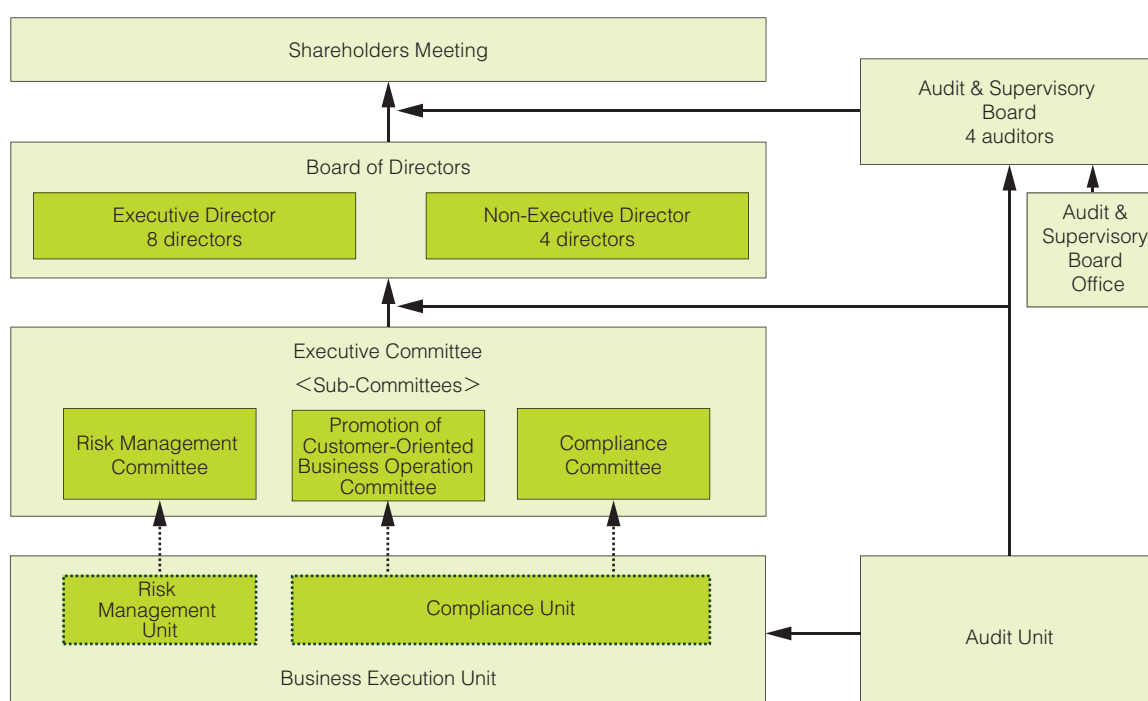 Shareholders Meeting
Audit & Supervisory
Board
4 auditors
Board of Directors
Executive Director
8 directors
Non-Executive Director
4 directors
Audit &
Supervisory
Board
Office
Executive Committee
<Sub-Committees>
Risk Management
Committee
Promotion of
Customer-Oriented
Business Operation
Committee
Compliance
Committee
Risk
Management
Unit
Compliance Unit
Business Execution Unit
Audit Unit